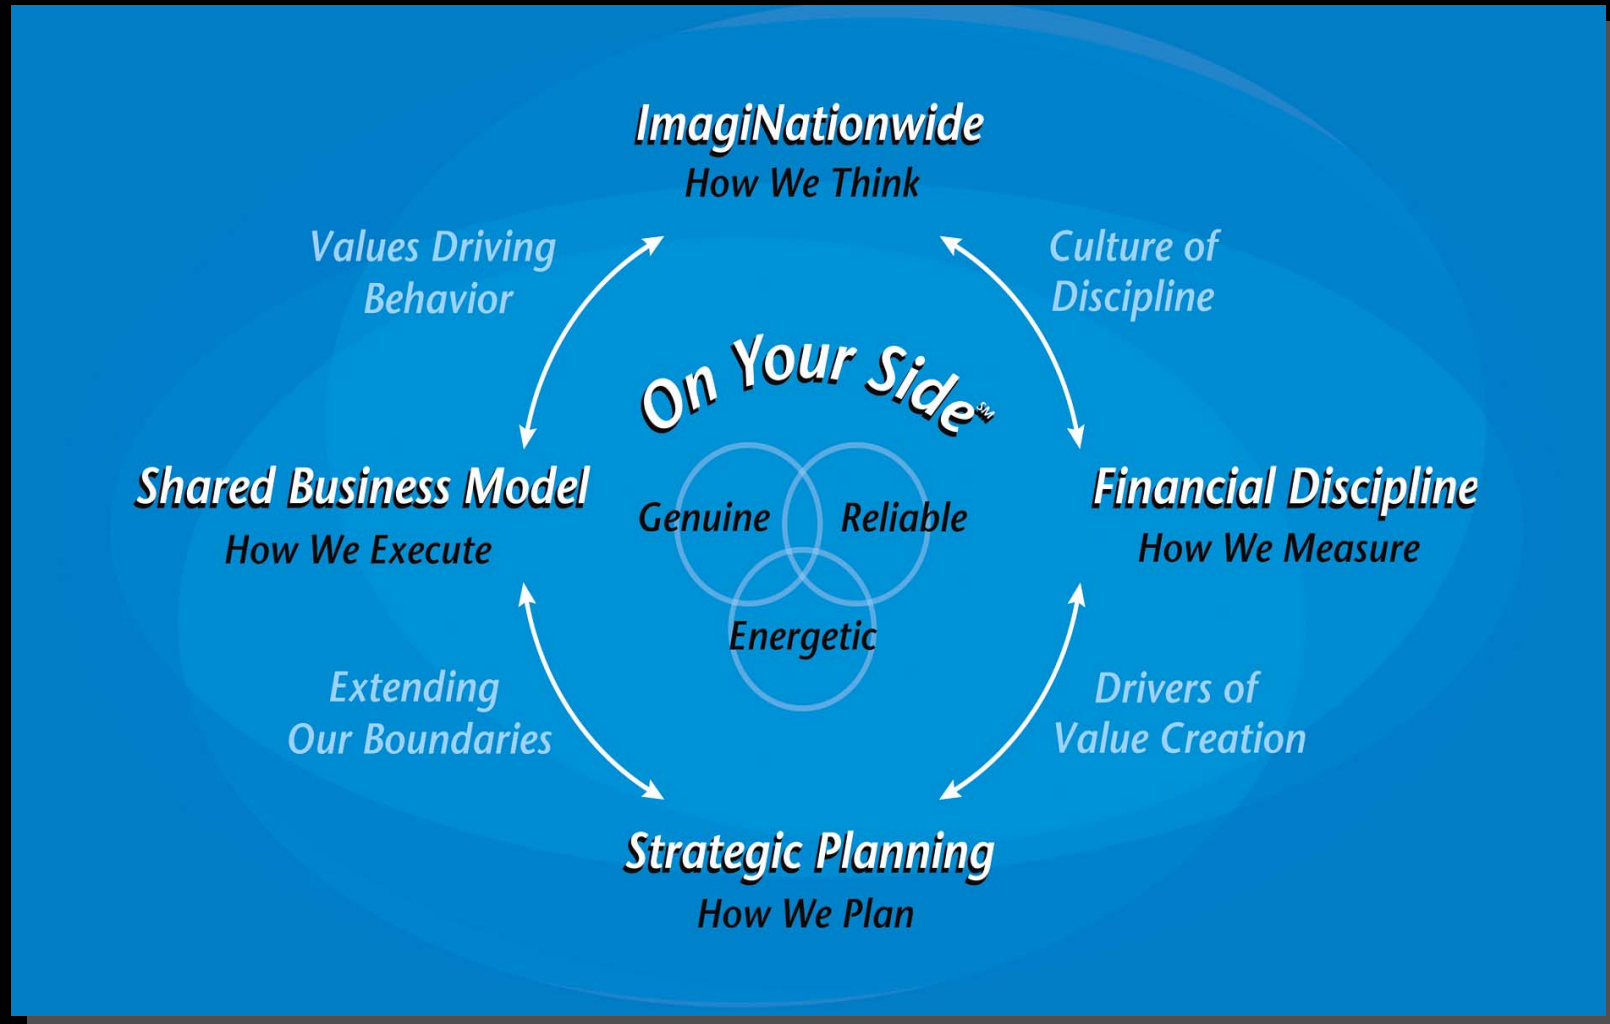 ImagiNationwide
How We Think
Values Driving
Behavior
Culture of
Discipline
On Your Side℠
Shared Business Model
How We Execute
Genuine
Reliable
Energetic
Financial Discipline
How We Measure
Extending
Our Boundaries
Drivers of
Value Creation
Strategic Planning
How We Plan